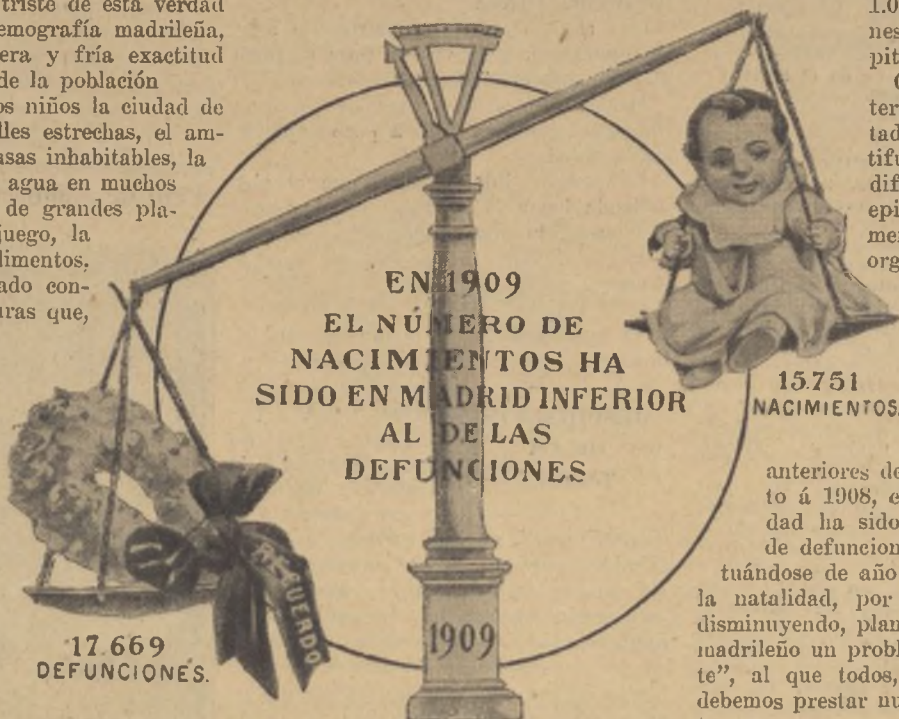 triste de esta verdad
emografía madrileña,
era y fría exactitud
de la población
os niños la ciudad de
lles estrechas, el am-
asas inhabitables, la
agua en muchos
de grandes pla-
juego, la
limentos.
ado con-
uras que,
EN 1909
EL NÚMERO DE
NACIMIENTOS HA
SIDO EN MADRID INFERIOR
AL DE LAS
DEFUNCIONES
RECUERDO
17.669
DEFUNCIONES.
1909
1.0
nes
pit
ter
tad
tifu
dif
epi
mer
org
15.751
NACIMIENTOS.
anteriores de
to á 1908, e
dad ha sido
de defuncion
tuándose de año
la natalidad, por
disminuyendo, plan
madrileño un probl
te”, al que todos,
debemos prestar nu